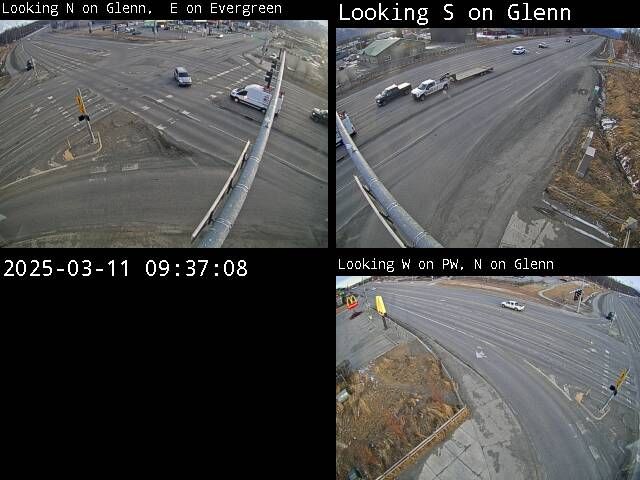 Looking N on Glenn,  E on Evergreen
Looking S on Glenn
2025-03-11 09:37:08
Looking W on PW, N on Glenn